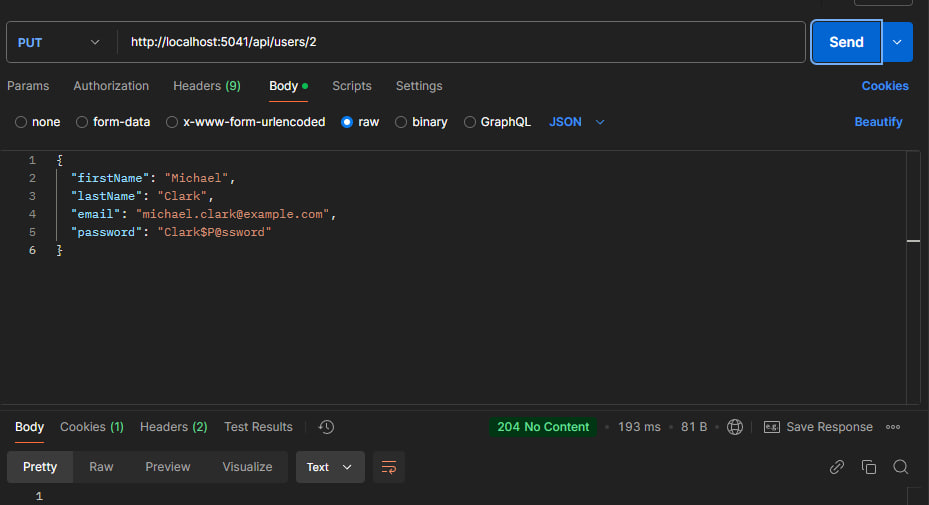 PUT http://localhost:5041/api/users/2 Send
Params Authorization Headers (9) Body Scripts Settings Cookies
none form-data x-www-form-urlencoded raw binary GraphQL JSON Beautify
1 {
2 "firstName": "Michael",
3 "lastName": "Clark",
4 "email": "michael.clark@example.com",
5 "password": "Clark$P@ssword"
6 }
Body Cookies (1) Headers (2) Test Results 204 No Content 193 ms 81 B e.g. Save Response
Pretty Raw Preview Visualize Text
1